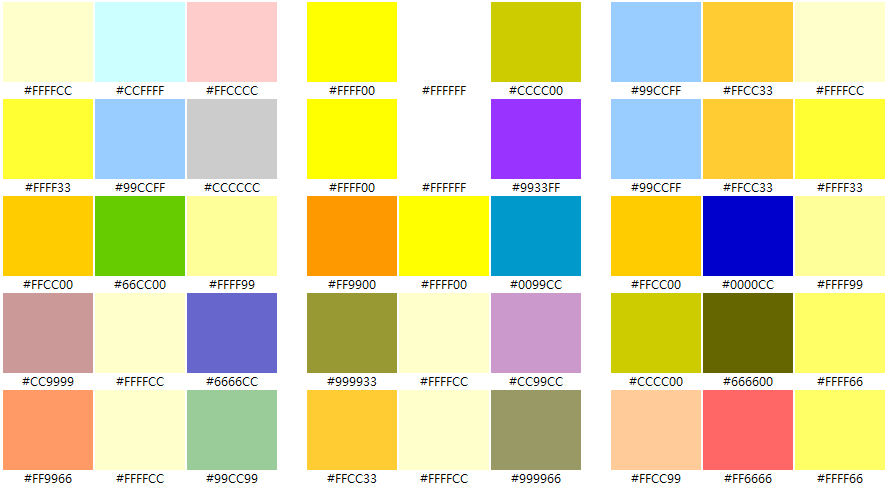 #FFFFCC #CCFFFF #FFCCCC #FFFF00 #FFFFFF #CCCC00 #99CCFF #FFCC33 #FFFFCC
#FFFF33 #99CCFF #CCCCCC #FFFF00 #FFFFFF #9933FF #99CCFF #FFCC33 #FFFF33
#FFCC00 #66CC00 #FFFF99 #FF9900 #FFFF00 #0099CC #FFCC00 #0000CC #FFFF99
#CC9999 #FFFFCC #6666CC #999933 #FFFFCC #CC99CC #CCCC00 #666600 #FFFF66
#FF9966 #FFFFCC #99CC99 #FFCC33 #FFFFCC #999966 #FFCC99 #FF6666 #FFFF66